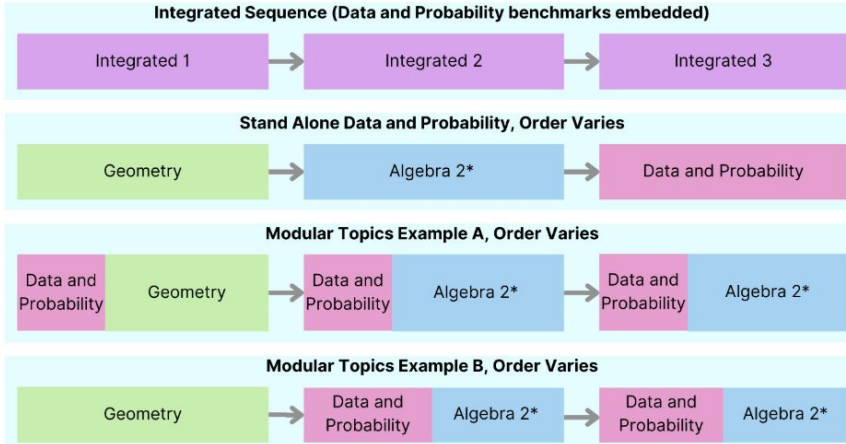 Integrated Sequence (Data and Probability benchmarks embedded)
Integrated 1
Integrated 2
Integrated 3
Stand Alone Data and Probability, Order Varies
Geometry
Algebra 2*
Data and Probability
Modular Topics Example A, Order Varies
Data and
Probability
Geometry
Data and
Probability
Algebra 2*
Data and
Probability
Algebra 2*
Modular Topics Example B, Order Varies
Geometry
Data and
Probability
Algebra 2*
Data and
Probability
Algebra 2*